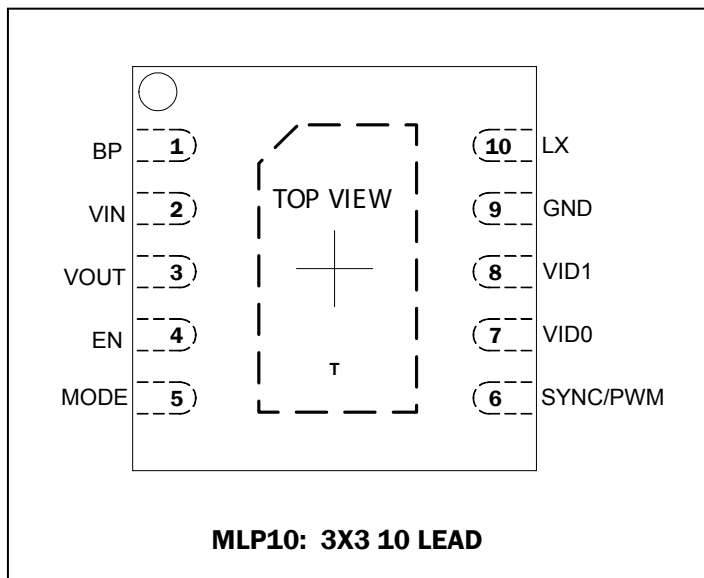 BP 1 10 LX
TOP VIEW
VIN 2 9 GND
VOUT 3 8 VID1
EN 4 7 VID0
T
MODE 5 6 SYNC/PWM
MLP10: 3X3 10 LEAD